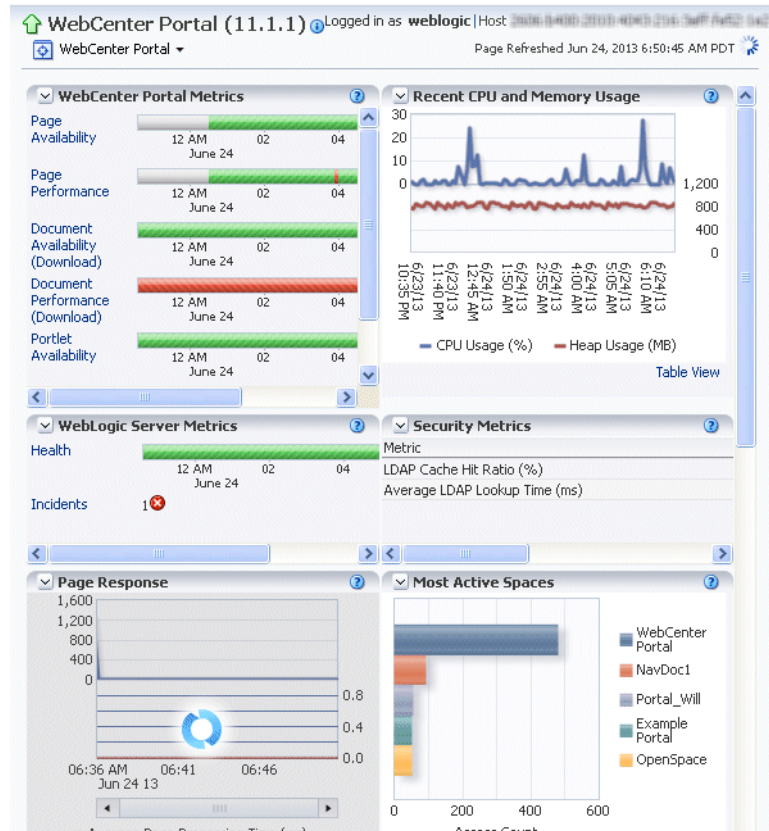 WebCenter Portal (11.1.1)
Logged in as weblogic|Host
WebCenter Portal
Page Refreshed Jun 24, 2013 6:50:45 AM PDT
WebCenter Portal Metrics
Page Availability
12 AM 02 04
June 24
Page Performance
12 AM 02 04
June 24
Document Availability (Download)
12 AM 02 04
June 24
Document Performance (Download)
12 AM 02 04
June 24
Portlet Availability
12 AM 02 04
June 24
Recent CPU and Memory Usage
30
20
10
0
1,200
800
400
0
6/23/13 10:35 PM
6/23/13 11:40 PM
6/24/13 12:45 AM
6/24/13 1:50 AM
6/24/13 2:55 AM
6/24/13 4:00 AM
6/24/13 5:05 AM
6/24/13 6:10 AM
CPU Usage (%) Heap Usage (MB)
Table View
WebLogic Server Metrics
Health
12 AM 02 04
June 24
Incidents 1
Security Metrics
Metric
LDAP Cache Hit Ratio (%)
Average LDAP Lookup Time (ms)
Page Response
1,600
1,200
800
400
0
0.8
0.4
0.0
06:36 AM 06:41 06:46
Jun 24 13
Most Active Spaces
WebCenter Portal
NavDoc1
Portal_Will
Example Portal
OpenSpace
0 200 400 600
Access Count